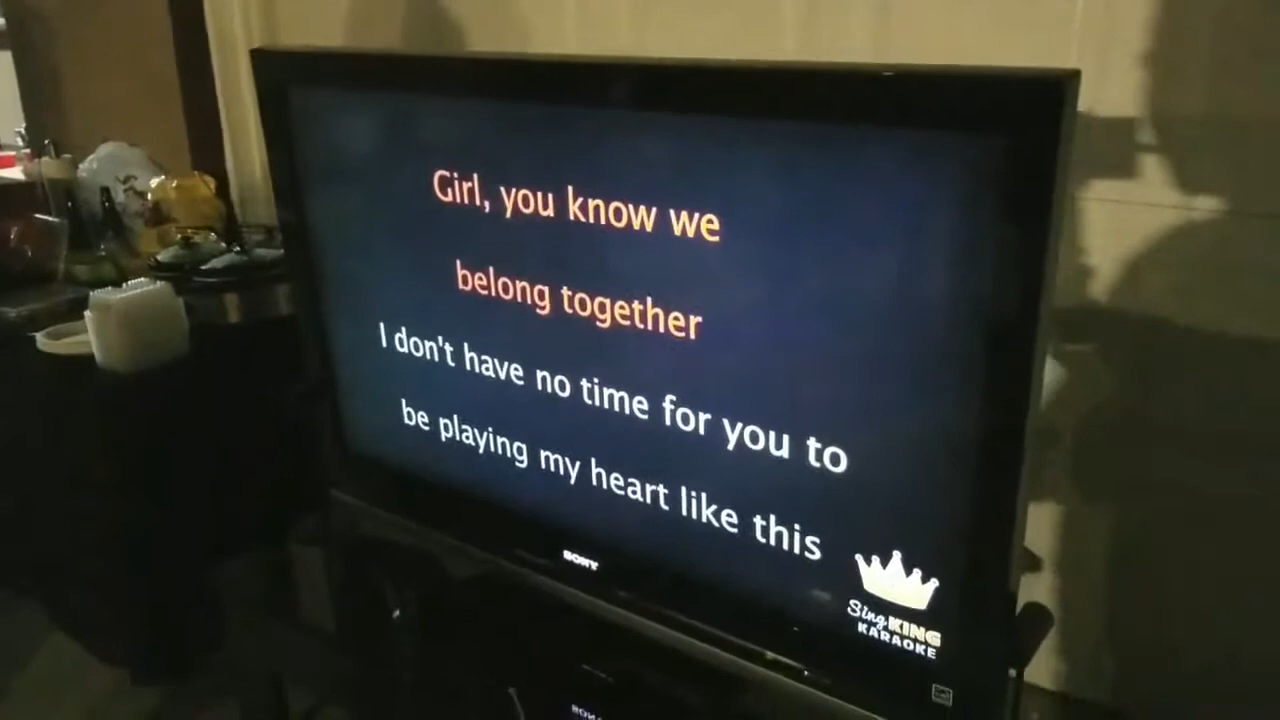 Girl, you know we
belong together
I don't have no time for you to
be playing my heart like this
SONY
Sing KING
KARAOKE